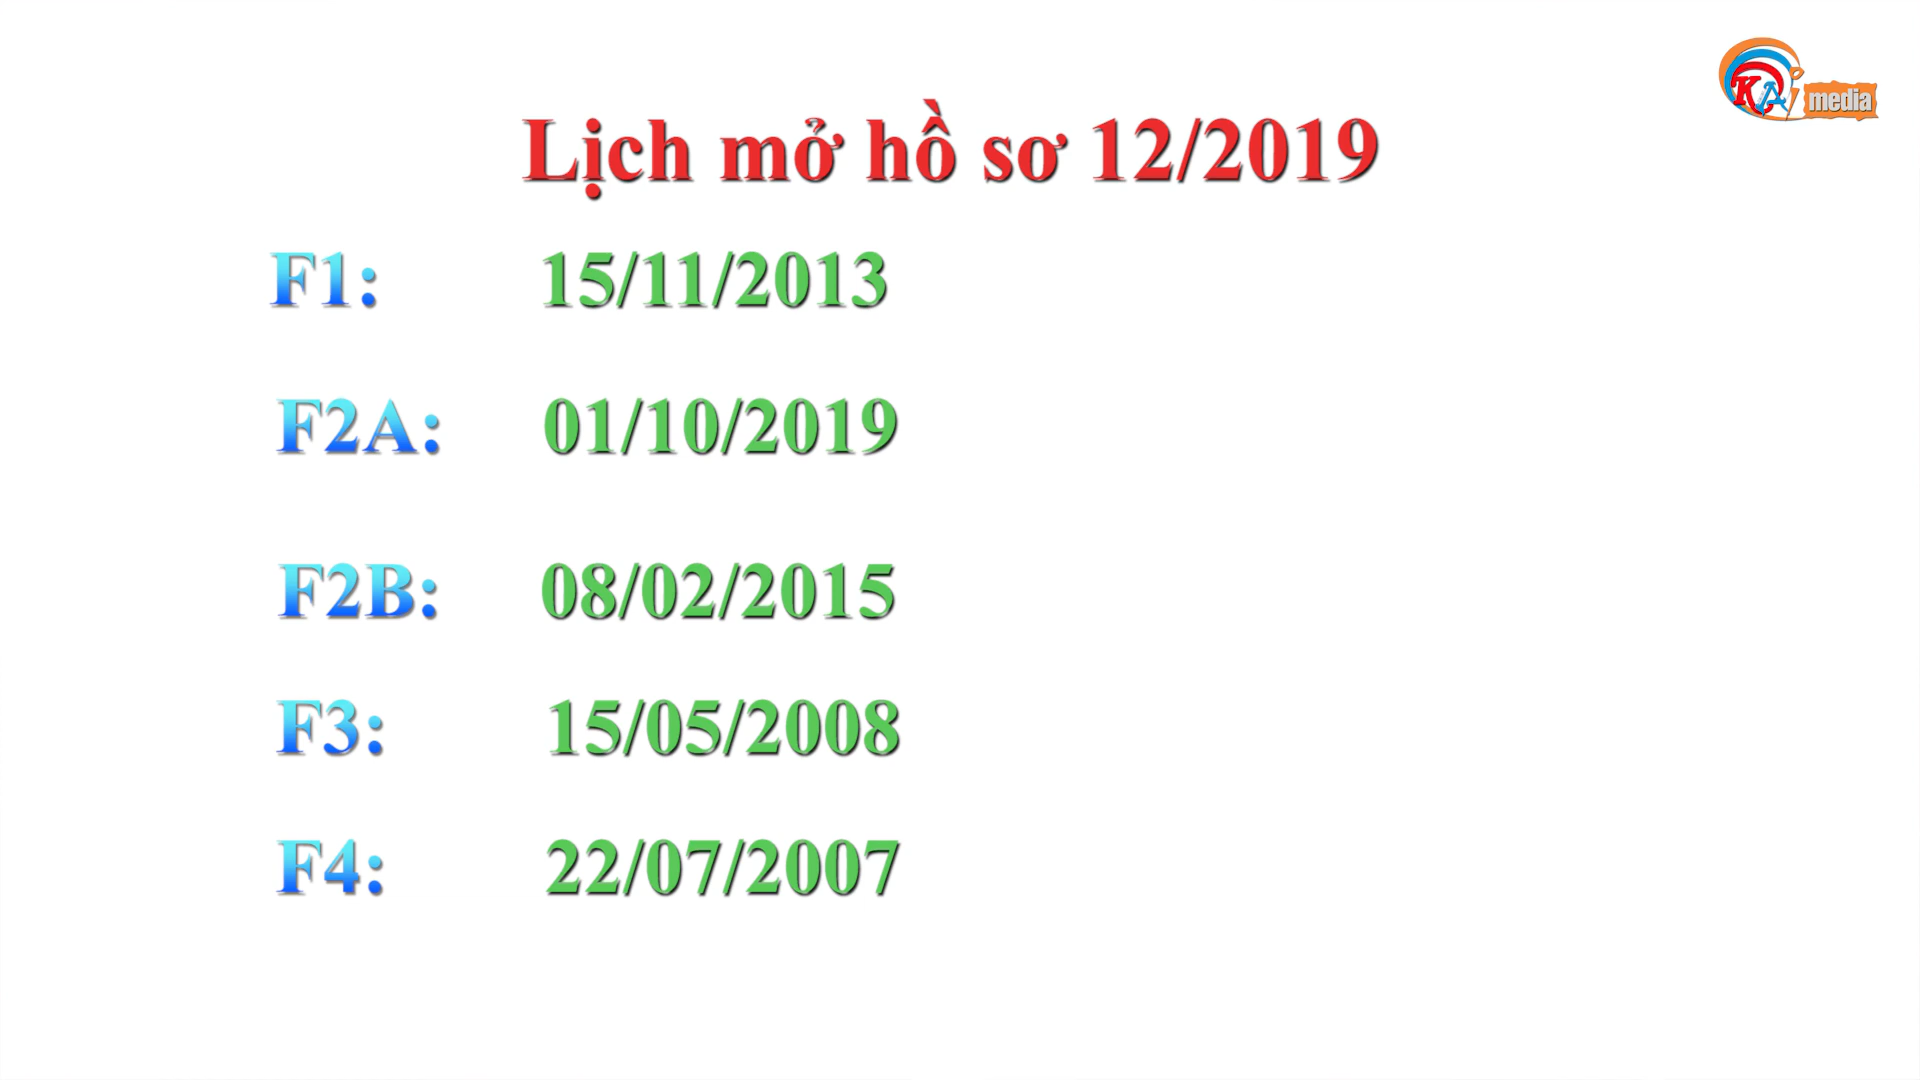 Lịch mở hồ sơ 12/2019
KAi media
F1: 15/11/2013
F2A: 01/10/2019
F2B: 08/02/2015
F3: 15/05/2008
F4: 22/07/2007